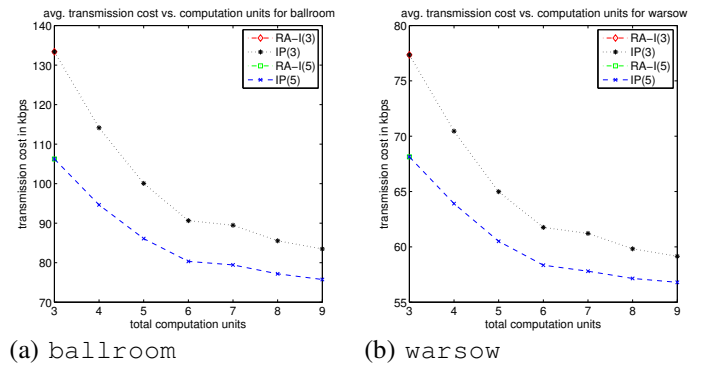 avg. transmission cost vs. computation units for ballroom
140
130
120
110
100
90
80
70
transmission cost in kbps
3 4 5 6 7 8 9
total computation units
RA−I(3)
IP(3)
RA−I(5)
IP(5)
(a) ballroom
avg. transmission cost vs. computation units for warsow
80
75
70
65
60
55
transmission cost in kbps
3 4 5 6 7 8 9
total computation units
RA−I(3)
IP(3)
RA−I(5)
IP(5)
(b) warsow